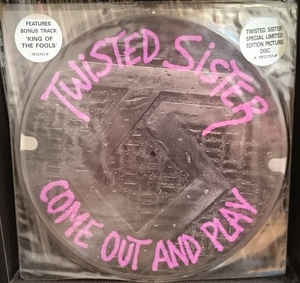 FEATURES
BONUS TRACK
'KING OF
THE FOOLS'
TWISTED SISTER
SPECIAL LIMITED
EDITION PICTURE
DISC
TWISTED SISTER
COME OUT AND PLAY